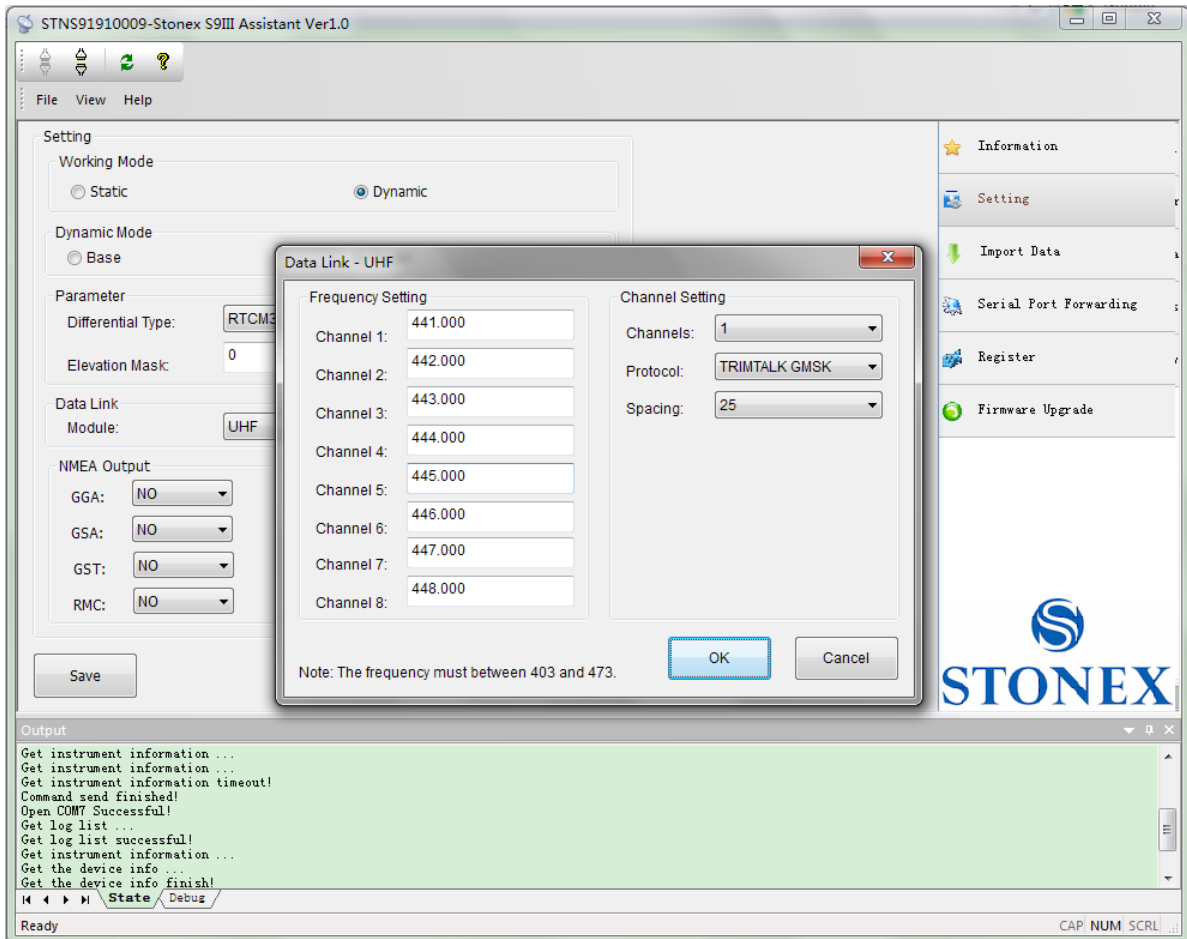 STNS91910009-Stonex S9III Assistant Ver1.0
File View Help
Setting
Working Mode
Static Dynamic
Dynamic Mode
Base
Parameter
Differential Type: RTCM3
Elevation Mask: 0
Data Link
Module: UHF
NMEA Output
GGA: NO
GSA: NO
GST: NO
RMC: NO
Save
Data Link - UHF
Frequency Setting
Channel 1: 441.000
Channel 2: 442.000
Channel 3: 443.000
Channel 4: 444.000
Channel 5: 445.000
Channel 6: 446.000
Channel 7: 447.000
Channel 8: 448.000
Channel Setting
Channels: 1
Protocol: TRIMTALK GMSK
Spacing: 25
Note: The frequency must between 403 and 473.
OK Cancel
Information
Setting
Import Data
Serial Port Forwarding
Register
Firmware Upgrade
STONEX
Output
Get instrument information ...
Get instrument information ...
Get instrument information timeout!
Command send finished!
Open COM7 Successful!
Get log list ...
Get log list successful!
Get instrument information ...
Get the device info ...
Get the device info finish!
State Debug
Ready CAP NUM SCRL